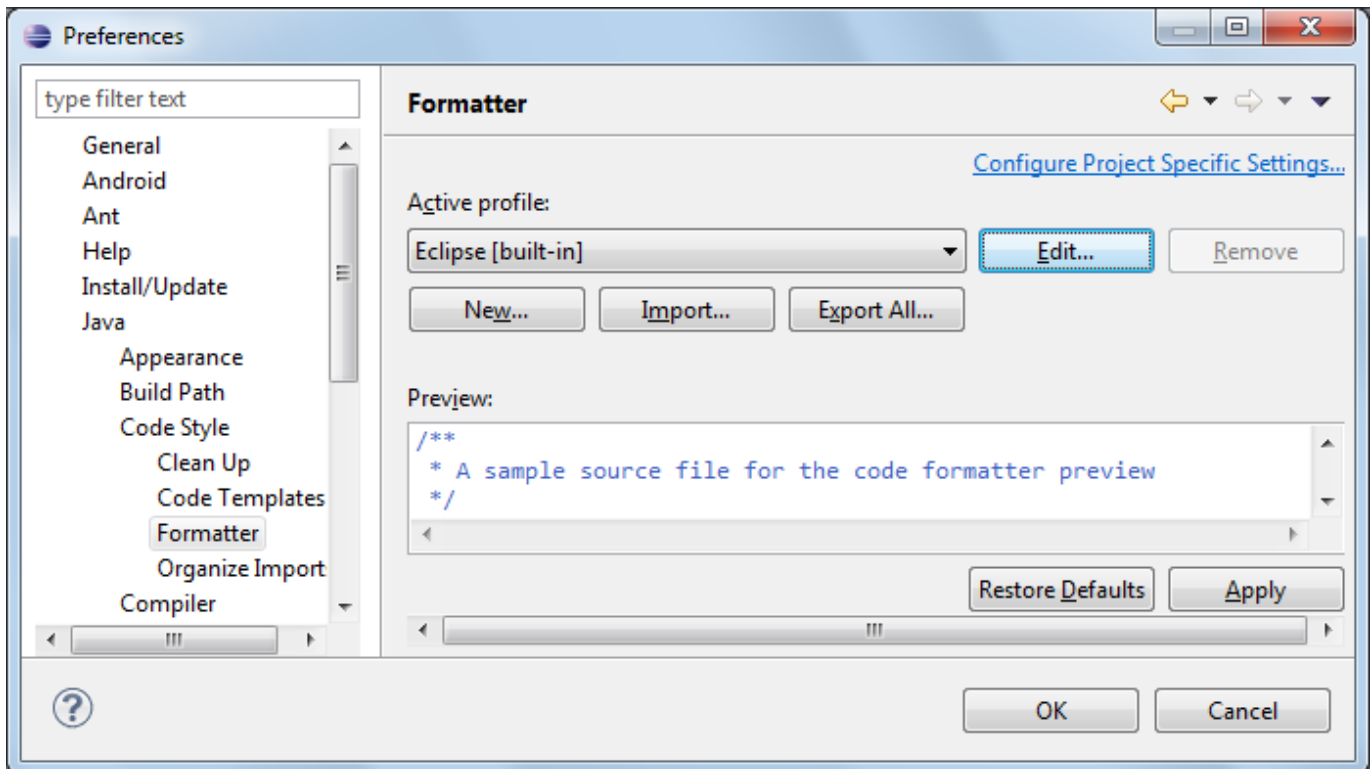 Preferences
type filter text
General
Android
Ant
Help
Install/Update
Java
Appearance
Build Path
Code Style
Clean Up
Code Templates
Formatter
Organize Import
Compiler
Formatter
Configure Project Specific Settings...
Active profile:
Eclipse [built-in]
Edit...
Remove
New...
Import...
Export All...
Preview:
/**
* A sample source file for the code formatter preview
*/
Restore Defaults
Apply
OK
Cancel